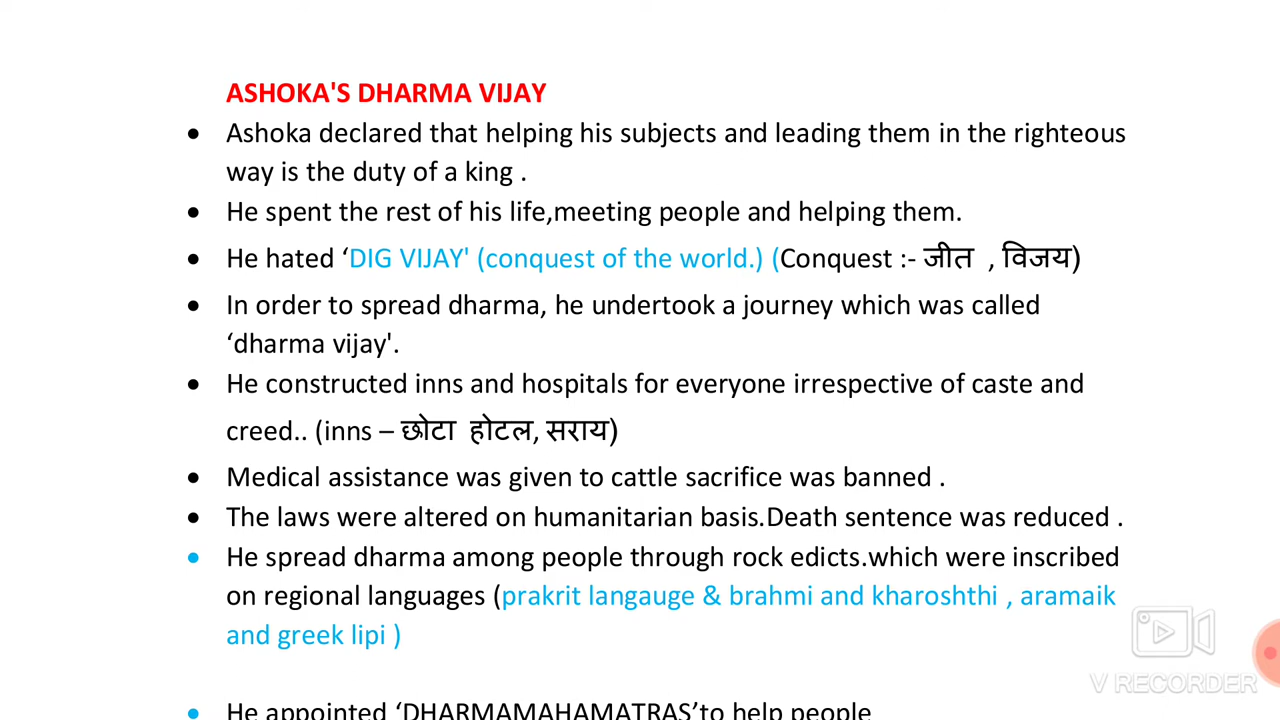 ASHOKA'S DHARMA VIJAY
• Ashoka declared that helping his subjects and leading them in the righteous
way is the duty of a king .
• He spent the rest of his life,meeting people and helping them.
• He hated ‘DIG VIJAY' (conquest of the world.) (Conquest :- जीत , विजय)
• In order to spread dharma, he undertook a journey which was called
‘dharma vijay'.
• He constructed inns and hospitals for everyone irrespective of caste and
creed.. (inns – छोटा होटल, सराय)
• Medical assistance was given to cattle sacrifice was banned .
• The laws were altered on humanitarian basis.Death sentence was reduced .
• He spread dharma among people through rock edicts.which were inscribed
on regional languages (prakrit langauge & brahmi and kharoshthi , aramaik
and greek lipi )
• He appointed ‘DHARMAMAHAMATRAS’to help people
V RECORDER